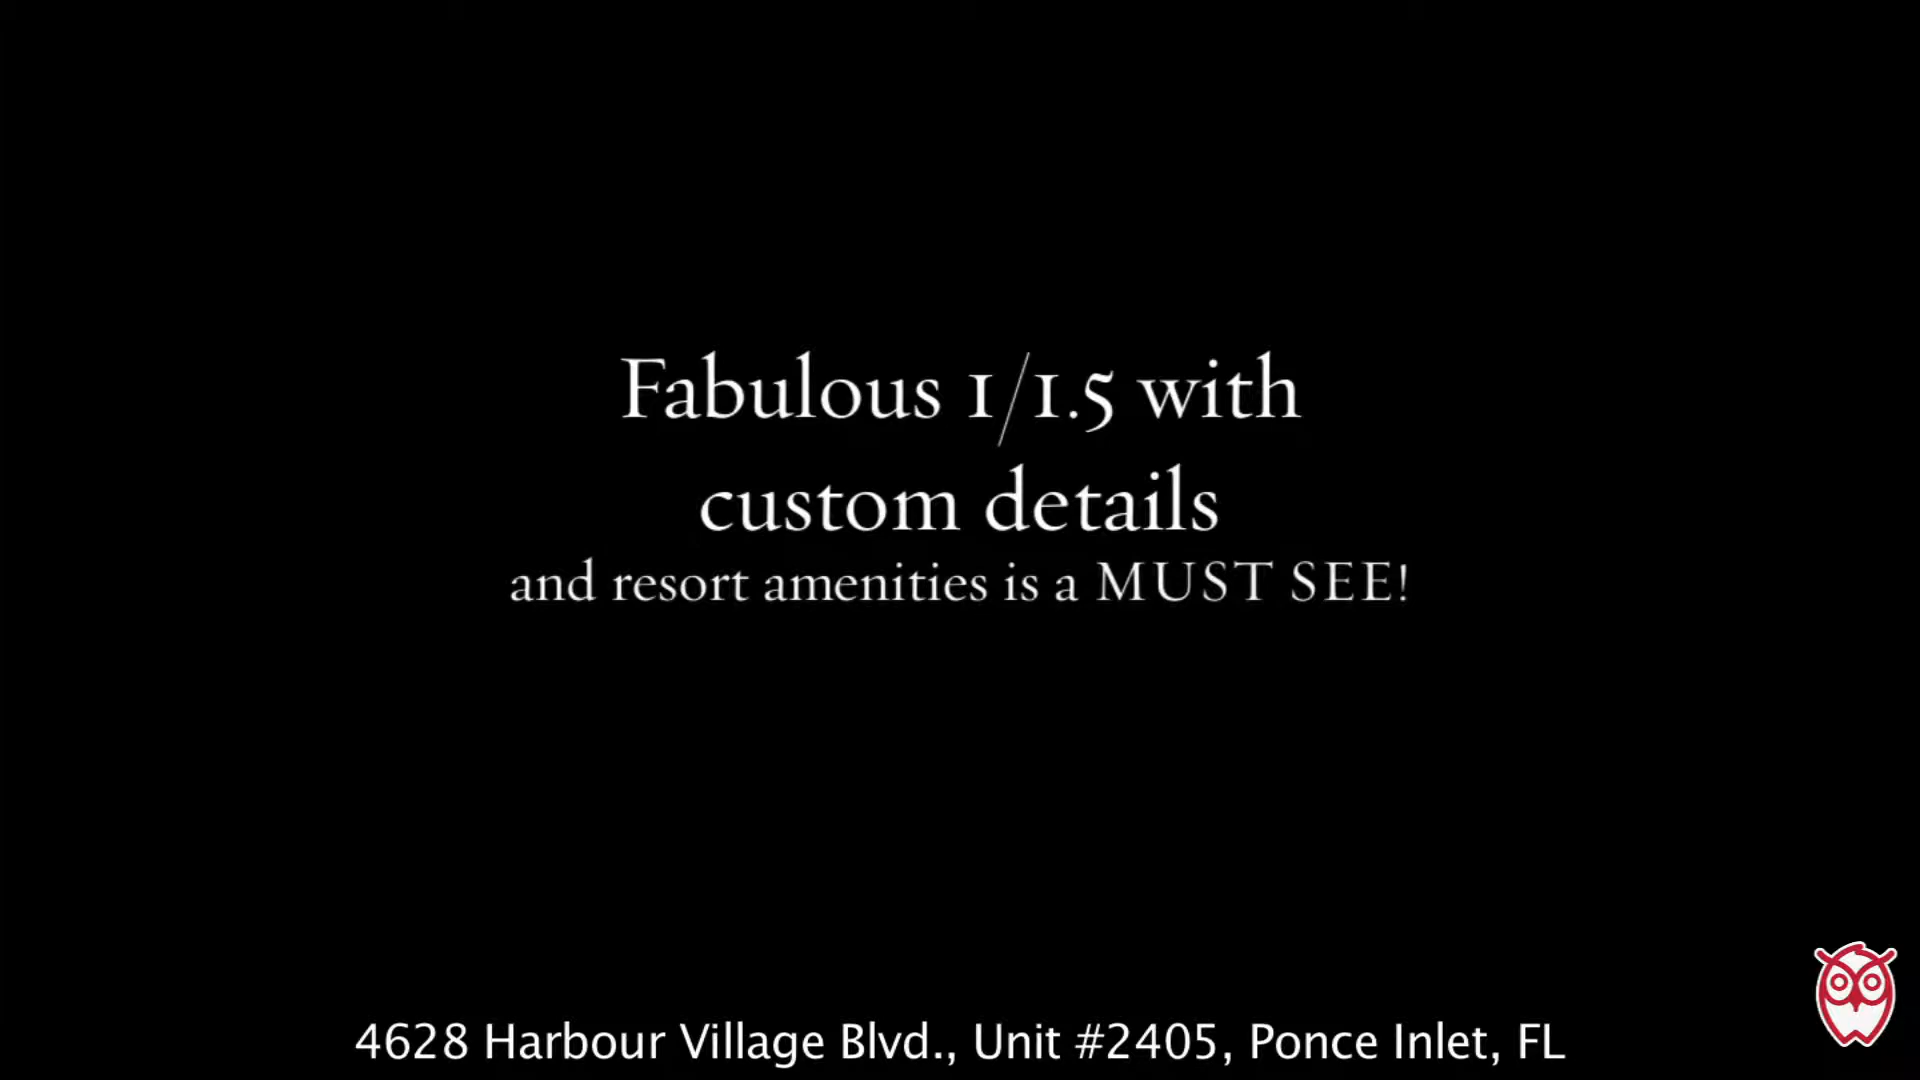 Fabulous 1/1.5 with
custom details
and resort amenities is a MUST SEE!
4628 Harbour Village Blvd., Unit #2405, Ponce Inlet, FL